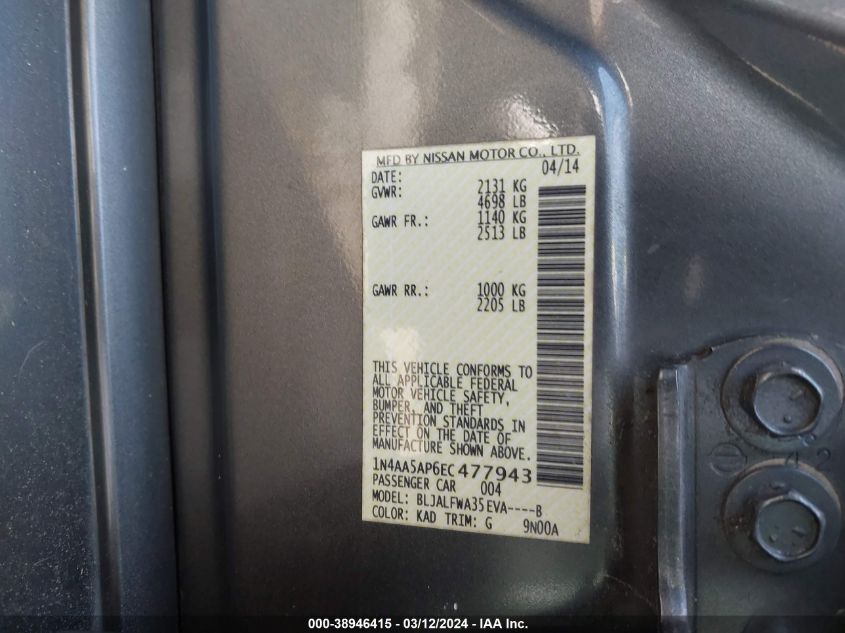 MFD BY NISSAN MOTOR CO., LTD.
DATE: 04/14
GVWR: 2131 KG
4698 LB
GAWR FR.: 1140 KG
2513 LB
GAWR RR.: 1000 KG
2205 LB
THIS VEHICLE CONFORMS TO
ALL APPLICABLE FEDERAL
MOTOR VEHICLE SAFETY,
BUMPER, AND THEFT
PREVENTION STANDARDS IN
EFFECT ON THE DATE OF
MANUFACTURE SHOWN ABOVE.
1N4AA5AP6EC477943
PASSENGER CAR 004
MODEL: BLJALFWA35EVA----B
COLOR: KAD TRIM: G 9N00A
42
000-38946415 - 03/12/2024 - IAA Inc.